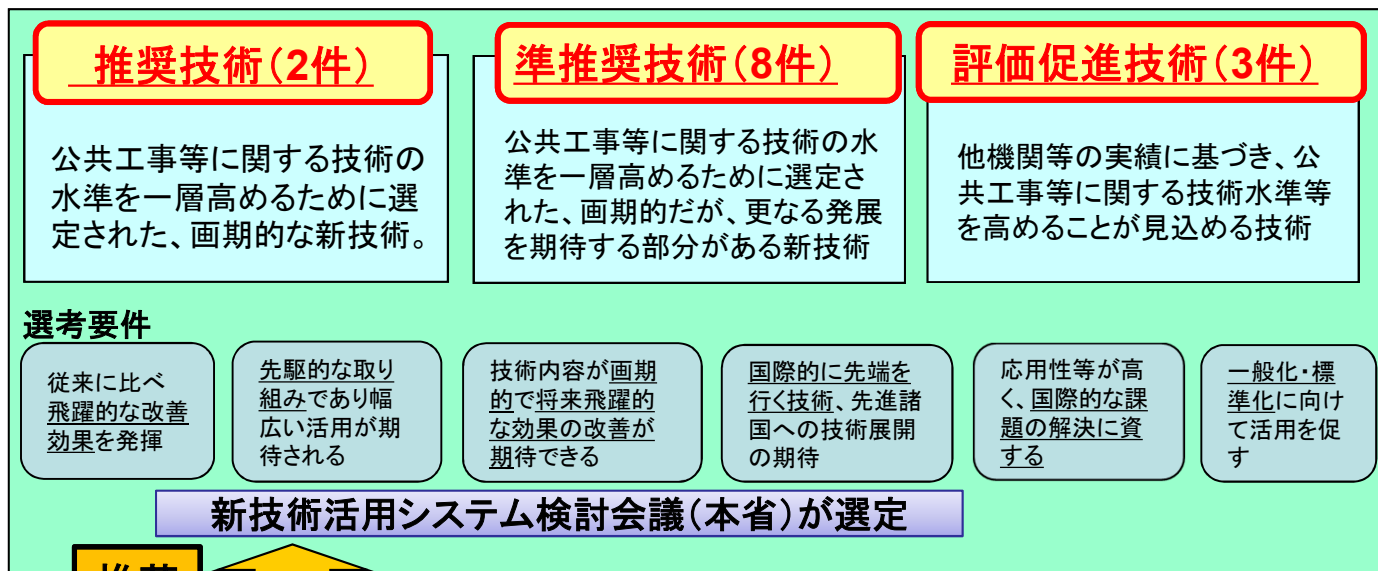 推奨技術(2件)
公共工事等に関する技術の
水準を一層高めるために選
定された、画期的な新技術。
準推奨技術(8件)
公共工事等に関する技術の水
準を一層高めるために選定さ
れた、画期的だが、更なる発展
を期待する部分がある新技術
評価促進技術(3件)
他機関等の実績に基づき、公
共工事等に関する技術水準等
を高めることが見込める技術
選考要件
従来に比べ
飛躍的な改善
効果を発揮
先駆的な取り
組みであり幅
広い活用が期
待される
技術内容が画期
的で将来飛躍的
な効果の改善が
期待できる
国際的に先端を
行く技術、先進諸
国への技術展開
の期待
応用性等が高
く、国際的な課
題の解決に資
する
一般化・標
準化に向け
て活用を促
す
新技術活用システム検討会議(本省)が選定